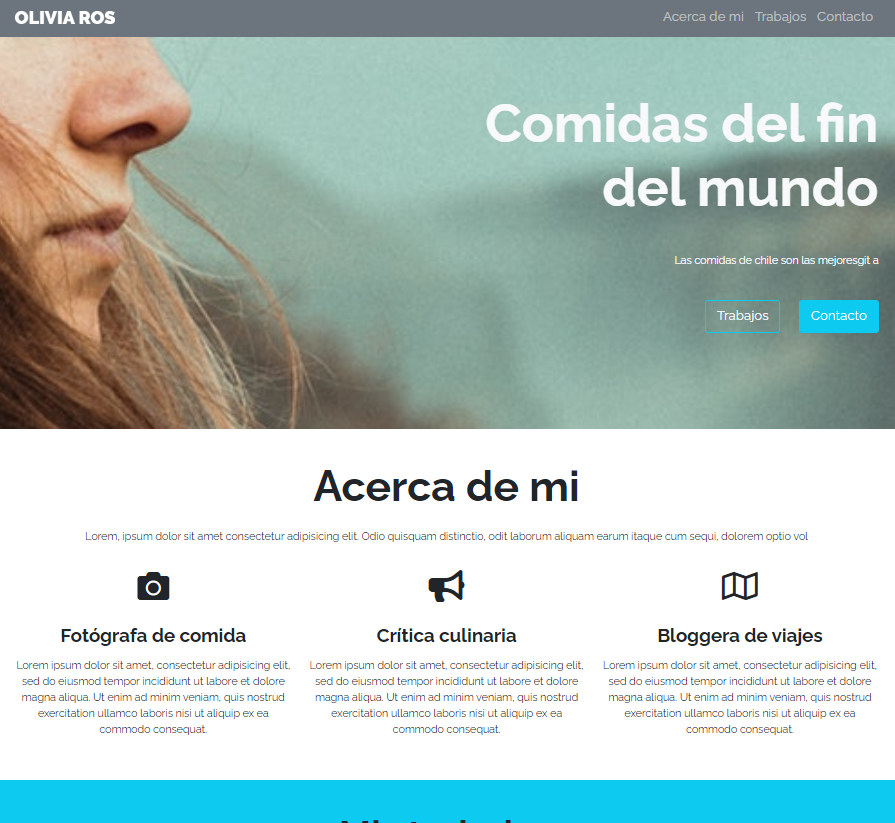 OLIVIA ROS
Acerca de mi Trabajos Contacto
Comidas del fin
del mundo
Las comidas de chile son las mejoresgit a
Trabajos Contacto
Acerca de mi
Lorem, ipsum dolor sit amet consectetur adipisicing elit. Odio quisquam distinctio, odit laborum aliquam earum itaque cum sequi, dolorem optio vol
Fotógrafa de comida
Lorem ipsum dolor sit amet, consectetur adipisicing elit,
sed do eiusmod tempor incididunt ut labore et dolore
magna aliqua. Ut enim ad minim veniam, quis nostrud
exercitation ullamco laboris nisi ut aliquip ex ea
commodo consequat.
Crítica culinaria
Lorem ipsum dolor sit amet, consectetur adipisicing elit,
sed do eiusmod tempor incididunt ut labore et dolore
magna aliqua. Ut enim ad minim veniam, quis nostrud
exercitation ullamco laboris nisi ut aliquip ex ea
commodo consequat.
Bloggera de viajes
Lorem ipsum dolor sit amet, consectetur adipisicing elit,
sed do eiusmod tempor incididunt ut labore et dolore
magna aliqua. Ut enim ad minim veniam, quis nostrud
exercitation ullamco laboris nisi ut aliquip ex ea
commodo consequat.